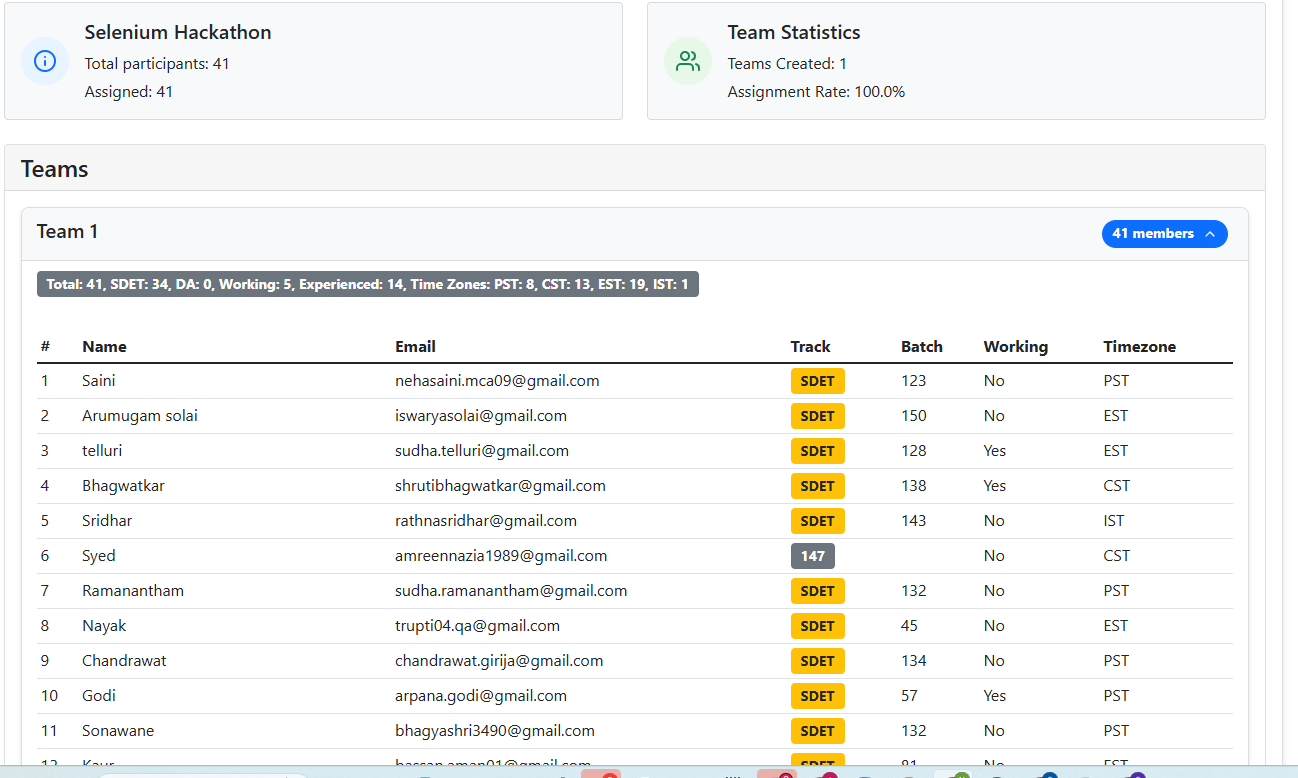 Selenium Hackathon
Total participants: 41
Assigned: 41
Team Statistics
Teams Created: 1
Assignment Rate: 100.0%
Teams
Team 1
41 members
Total: 41, SDET: 34, DA: 0, Working: 5, Experienced: 14, Time Zones: PST: 8, CST: 13, EST: 19, IST: 1
# Name Email Track Batch Working Timezone
1 Saini nehasaini.mca09@gmail.com SDET 123 No PST
2 Arumugam solai iswaryasolai@gmail.com SDET 150 No EST
3 telluri sudha.telluri@gmail.com SDET 128 Yes EST
4 Bhagwatkar shrutibhagwatkar@gmail.com SDET 138 Yes CST
5 Sridhar rathnasridhar@gmail.com SDET 143 No IST
6 Syed amreennazia1989@gmail.com 147 No CST
7 Ramanantham sudha.ramanantham@gmail.com SDET 132 No PST
8 Nayak trupti04.qa@gmail.com SDET 45 No EST
9 Chandrawat chandrawat.girija@gmail.com SDET 134 No PST
10 Godi arpana.godi@gmail.com SDET 57 Yes PST
11 Sonawane bhagyashri3490@gmail.com SDET 132 No PST
12 Kaur SDET No EST